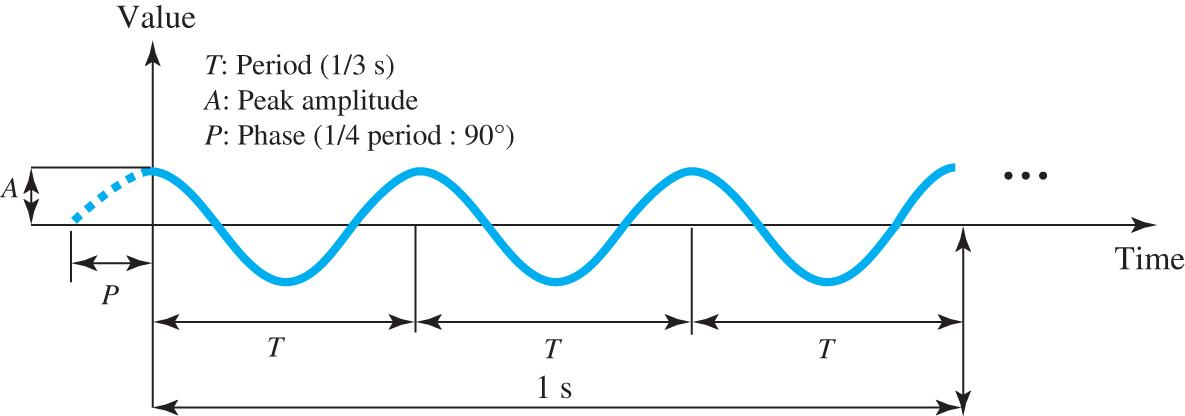 Value
T: Period (1/3 s)
A: Peak amplitude
P: Phase (1/4 period : 90°)
A
...
Time
P
T
T
T
1 s